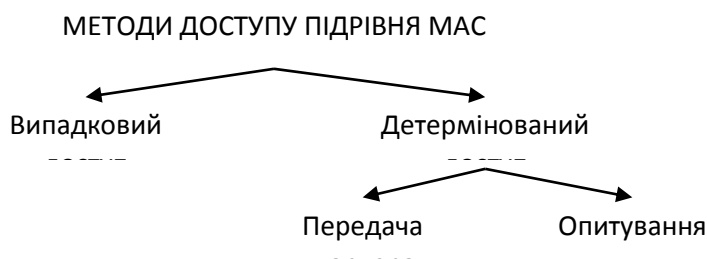 МЕТОДИ ДОСТУПУ ПІДРІВНЯ МАС
Випадковий
Детермінований
Передача
Опитування